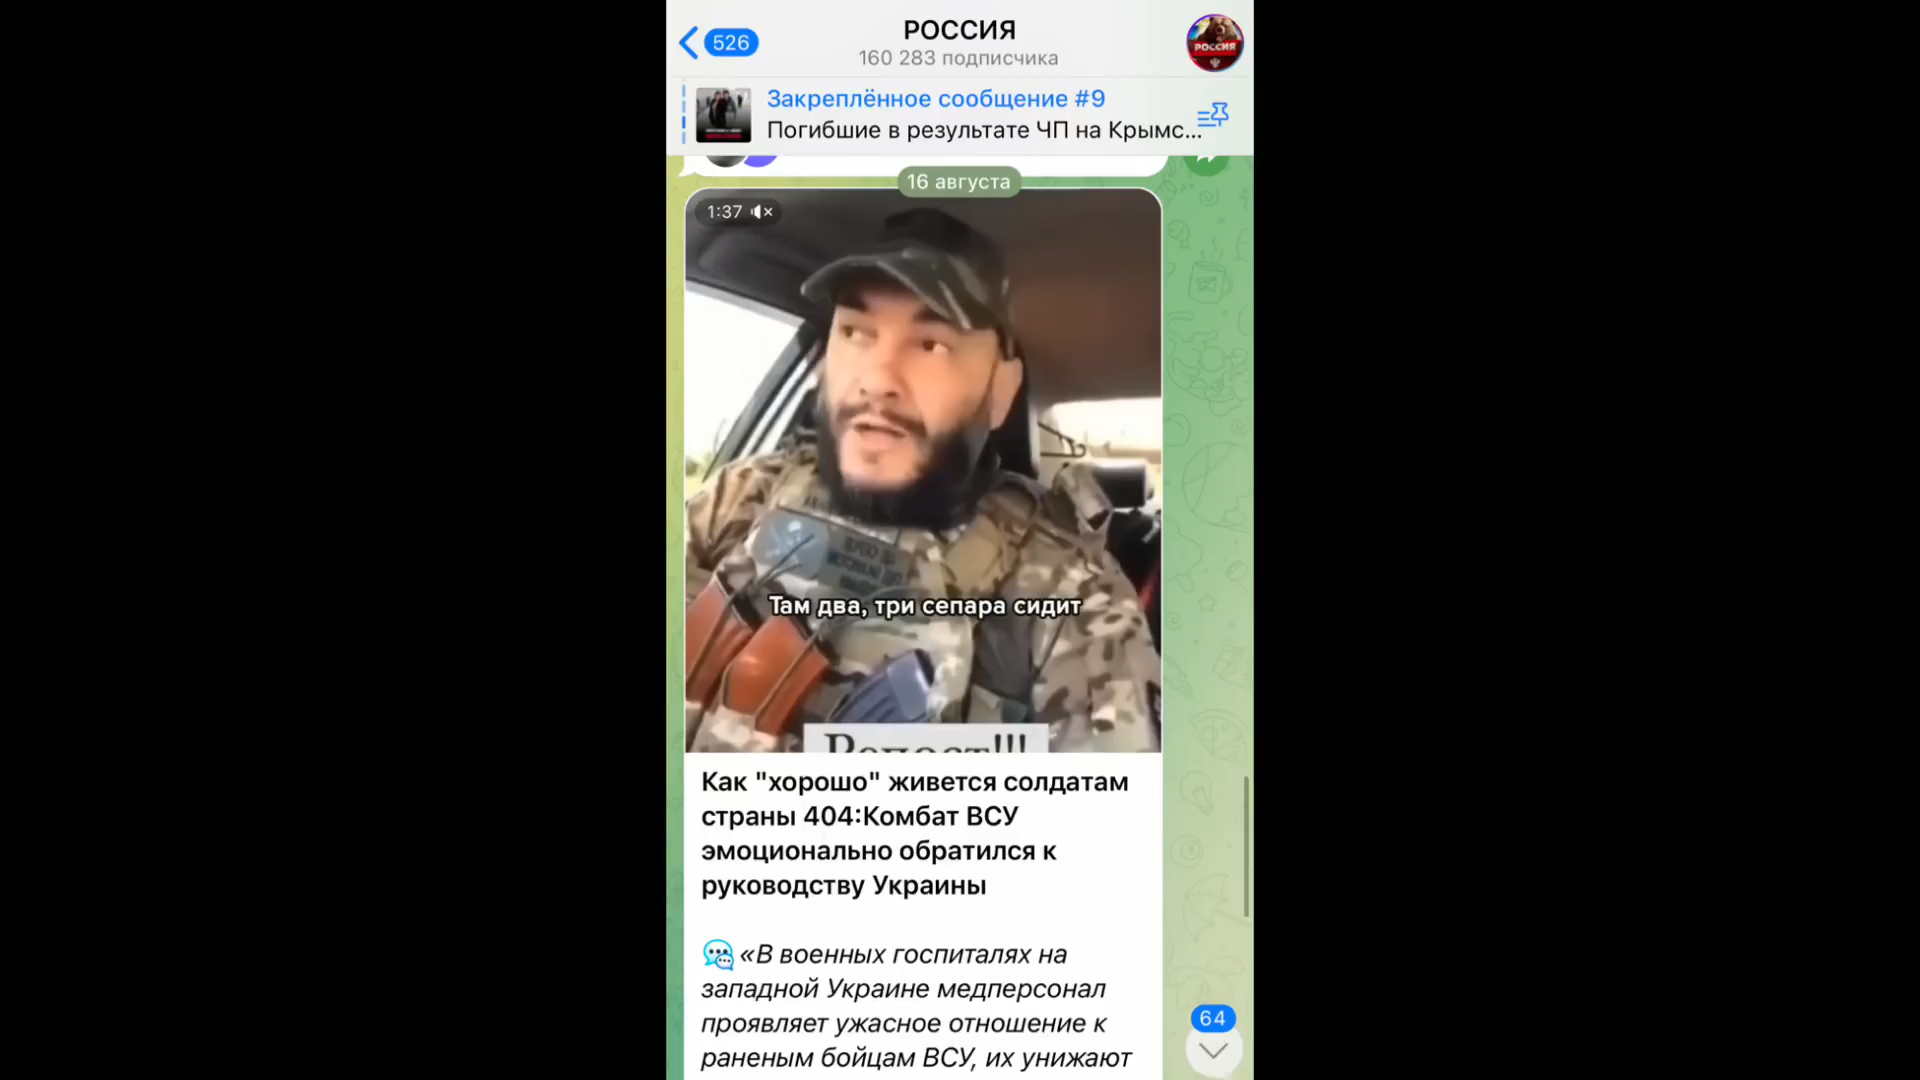 526
РОССИЯ
160 283 подписчика
РОССИЯ
Закреплённое сообщение #9
Погибшие в результате ЧП на Крымс...
16 августа
1:37
Там два, три сепара сидит
Репост!!!
Как "хорошо" живется солдатам
страны 404:Комбат ВСУ
эмоционально обратился к
руководству Украины
«В военных госпиталях на
западной Украине медперсонал
проявляет ужасное отношение к
раненым бойцам ВСУ, их унижают
64